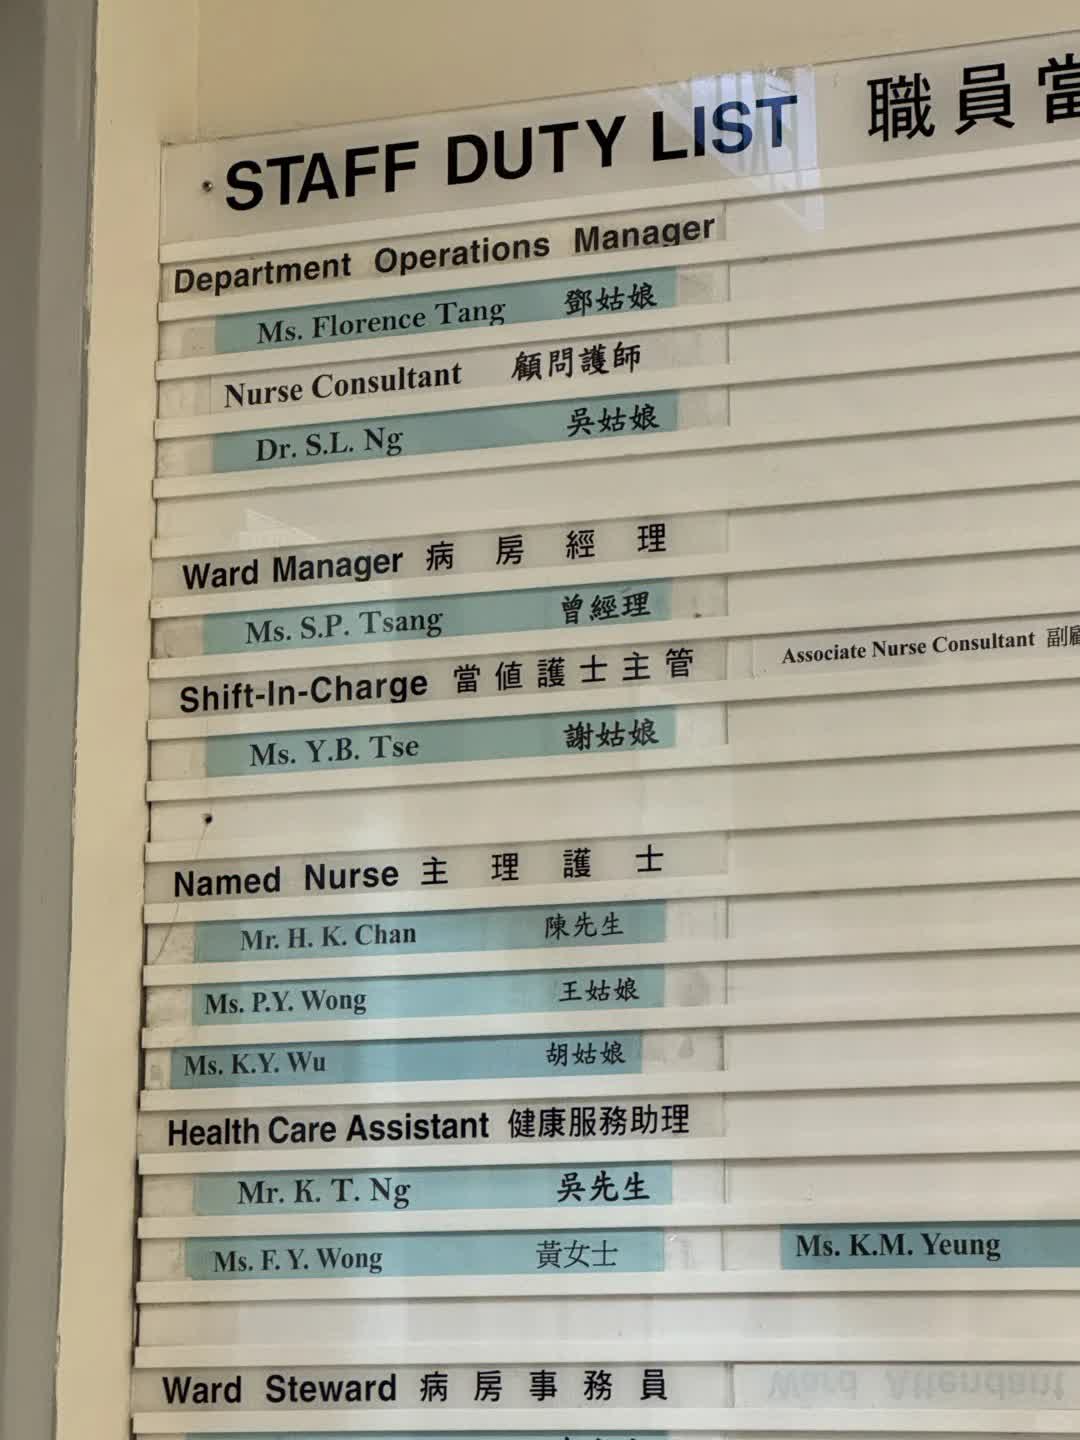 STAFF DUTY LIST 職員當
Department Operations Manager
Ms. Florence Tang 鄧姑娘
Nurse Consultant 顧問護師
Dr. S.L. Ng 吳姑娘
Ward Manager 病房經理
Ms. S.P. Tsang 曾經理
Associate Nurse Consultant 副顧
Shift-In-Charge 當值護士主管
Ms. Y.B. Tse 謝姑娘
Named Nurse 主理護士
Mr. H. K. Chan 陳先生
Ms. P.Y. Wong 王姑娘
Ms. K.Y. Wu 胡姑娘
Health Care Assistant 健康服務助理
Mr. K. T. Ng 吳先生
Ms. F. Y. Wong 黃女士 Ms. K.M. Yeung
Ward Steward 病房事務員 Ward Attendant